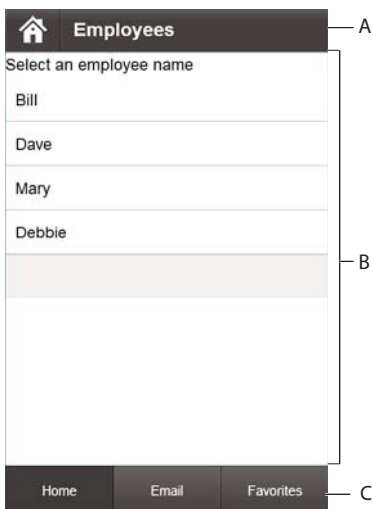 Employees
A
Select an employee name
Bill
Dave
Mary
Debbie
B
Home Email Favorites
C